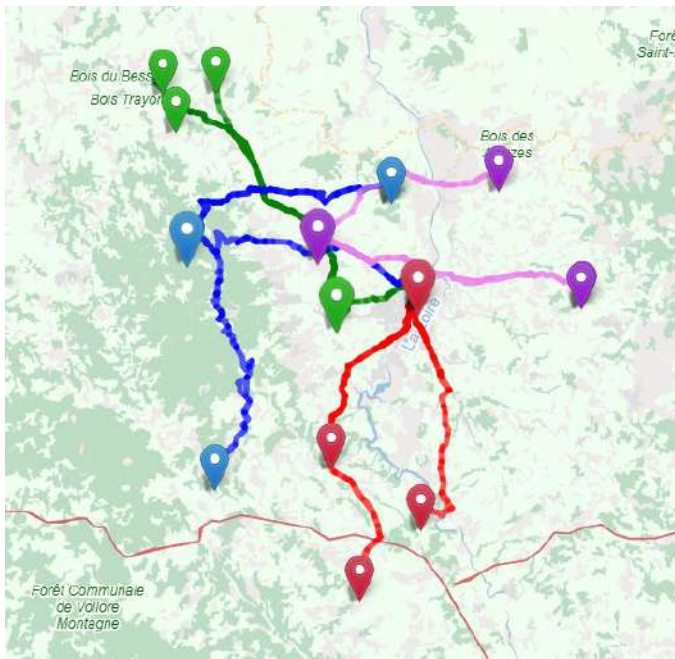 Forê
Saint-
Bois du Bess
Bois Trayon
Bois des
zes
La Loire
Forêt Communale
de Vollore
Montagne